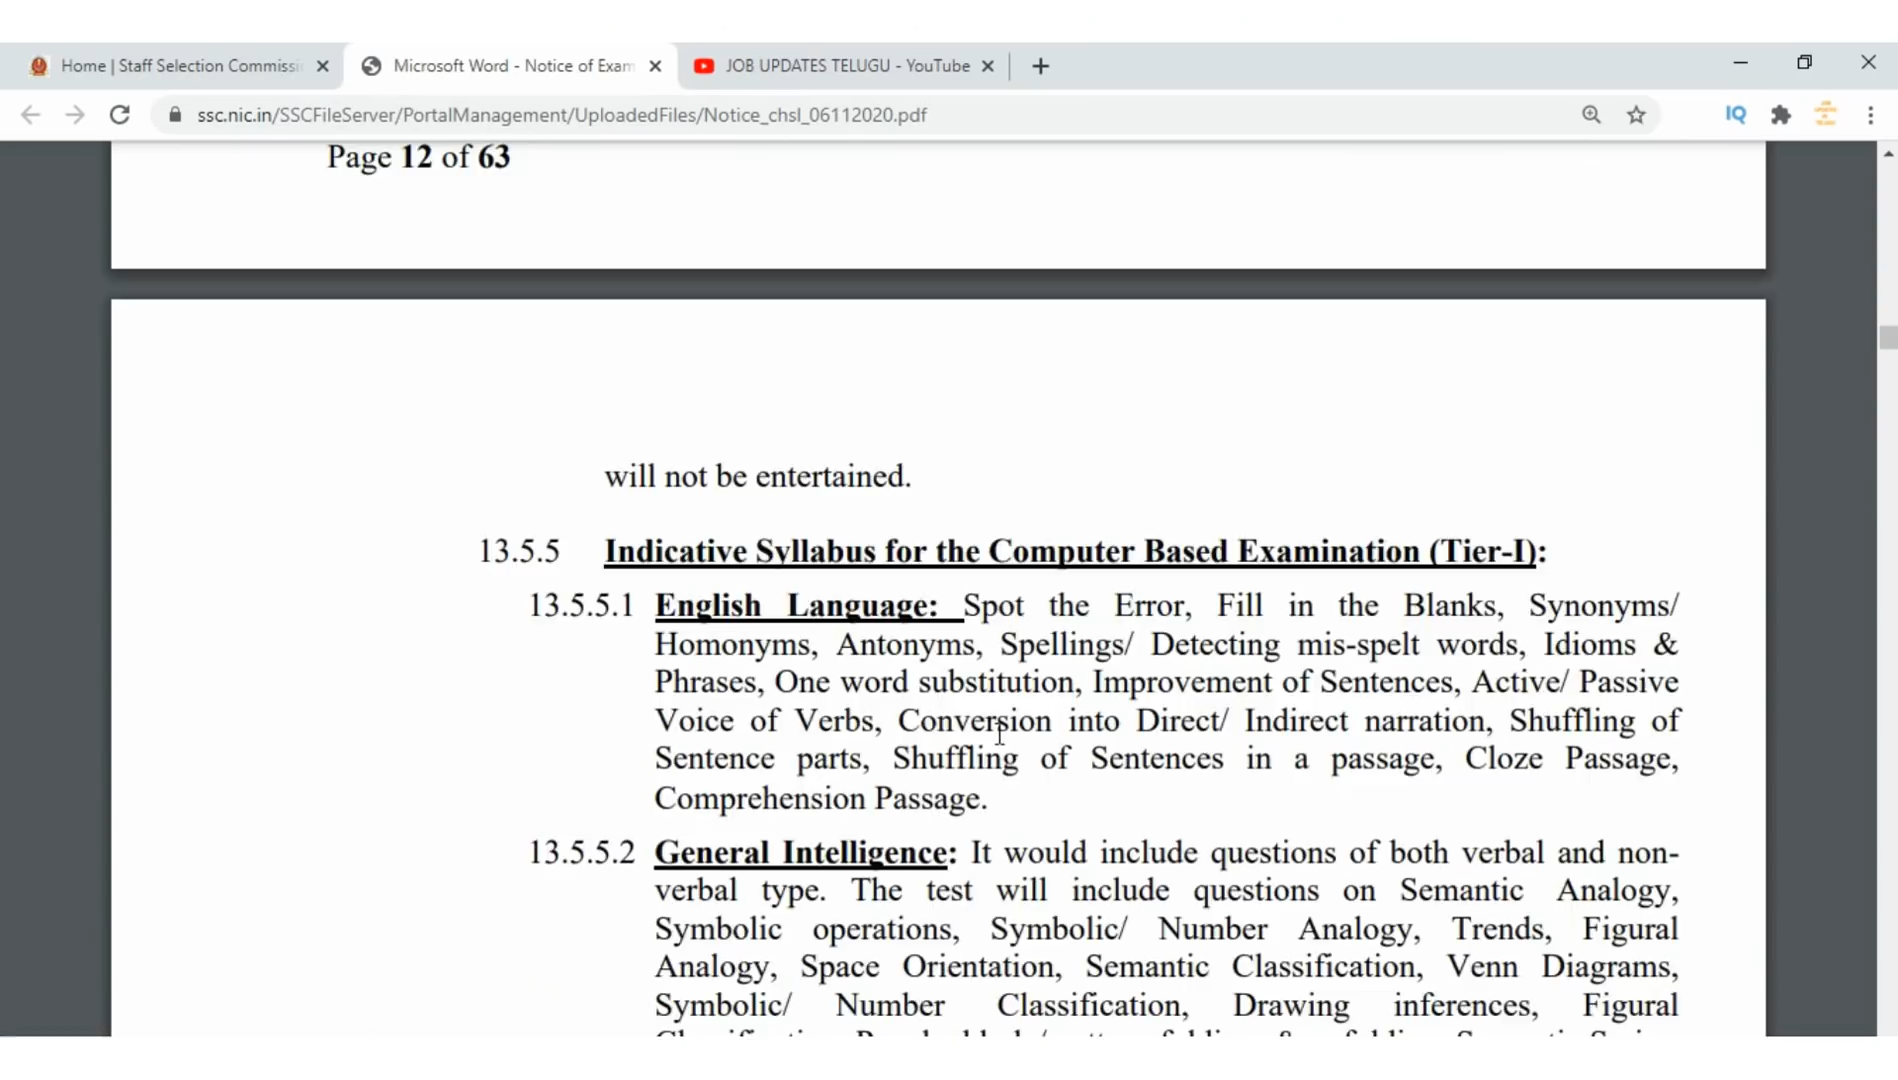 Home | Staff Selection Commissi
Microsoft Word - Notice of Exam
JOB UPDATES TELUGU - YouTube
ssc.nic.in/SSCFileServer/PortalManagement/UploadedFiles/Notice_chsl_06112020.pdf
IQ
Page 12 of 63
will not be entertained.
13.5.5 Indicative Syllabus for the Computer Based Examination (Tier-I):
13.5.5.1 English Language: Spot the Error, Fill in the Blanks, Synonyms/
Homonyms, Antonyms, Spellings/ Detecting mis-spelt words, Idioms &
Phrases, One word substitution, Improvement of Sentences, Active/ Passive
Voice of Verbs, Conversion into Direct/ Indirect narration, Shuffling of
Sentence parts, Shuffling of Sentences in a passage, Cloze Passage,
Comprehension Passage.
13.5.5.2 General Intelligence: It would include questions of both verbal and non-
verbal type. The test will include questions on Semantic Analogy,
Symbolic operations, Symbolic/ Number Analogy, Trends, Figural
Analogy, Space Orientation, Semantic Classification, Venn Diagrams,
Symbolic/ Number Classification, Drawing inferences, Figural